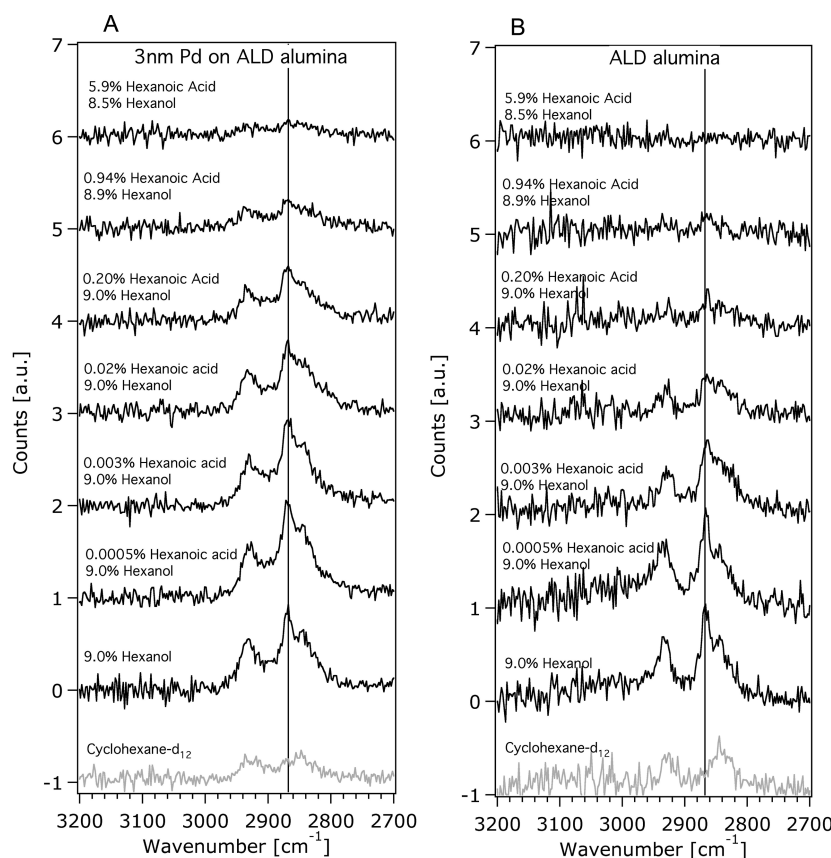 A
3nm Pd on ALD alumina
7
5.9% Hexanoic Acid
8.5% Hexanol
6
0.94% Hexanoic Acid
8.9% Hexanol
5
0.20% Hexanoic Acid
9.0% Hexanol
4
0.02% Hexanoic acid
9.0% Hexanol
3
0.003% Hexanoic acid
9.0% Hexanol
2
0.0005% Hexanoic acid
9.0% Hexanol
1
9.0% Hexanol
0
Cyclohexane-d12
-1
Counts [a.u.]
3200 3100 3000 2900 2800 2700
Wavenumber [cm-1]
B
ALD alumina
7
5.9% Hexanoic Acid
8.5% Hexanol
6
0.94% Hexanoic Acid
8.9% Hexanol
5
0.20% Hexanoic Acid
9.0% Hexanol
4
0.02% Hexanoic acid
9.0% Hexanol
3
0.003% Hexanoic acid
9.0% Hexanol
2
0.0005% Hexanoic acid
9.0% Hexanol
1
9.0% Hexanol
0
Cyclohexane-d12
-1
Counts [a.u.]
3200 3100 3000 2900 2800 2700
Wavenumber [cm-1]